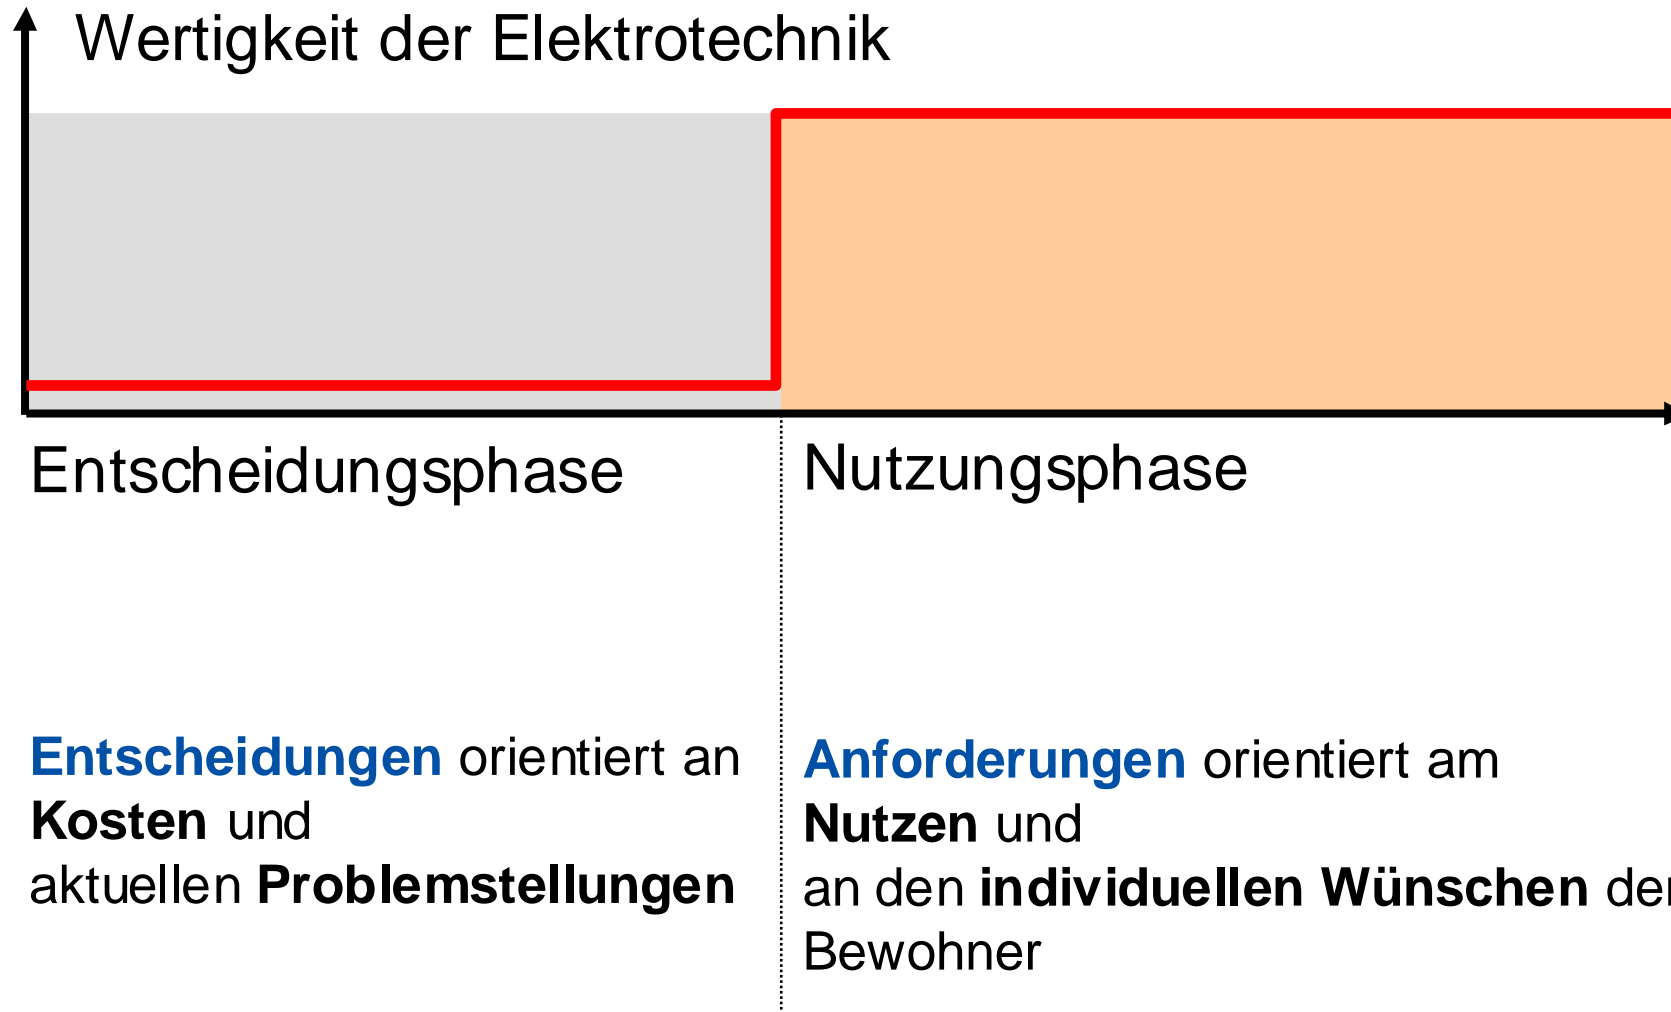 Wertigkeit der Elektrotechnik
Entscheidungsphase
Nutzungsphase
Entscheidungen orientiert an
Kosten und
aktuellen Problemstellungen
Anforderungen orientiert am
Nutzen und
an den individuellen Wünschen der
Bewohner